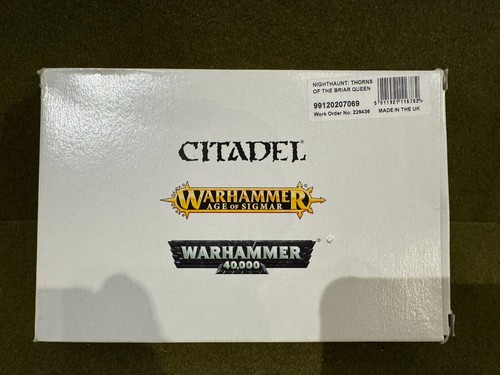 NIGHTHAUNT: THORNS
OF THE BRIAR QUEEN
99120207069
Work Order No: 228436
MADE IN THE UK
CITADEL
WARHAMMER
AGE OF SIGMAR
WARHAMMER
40,000